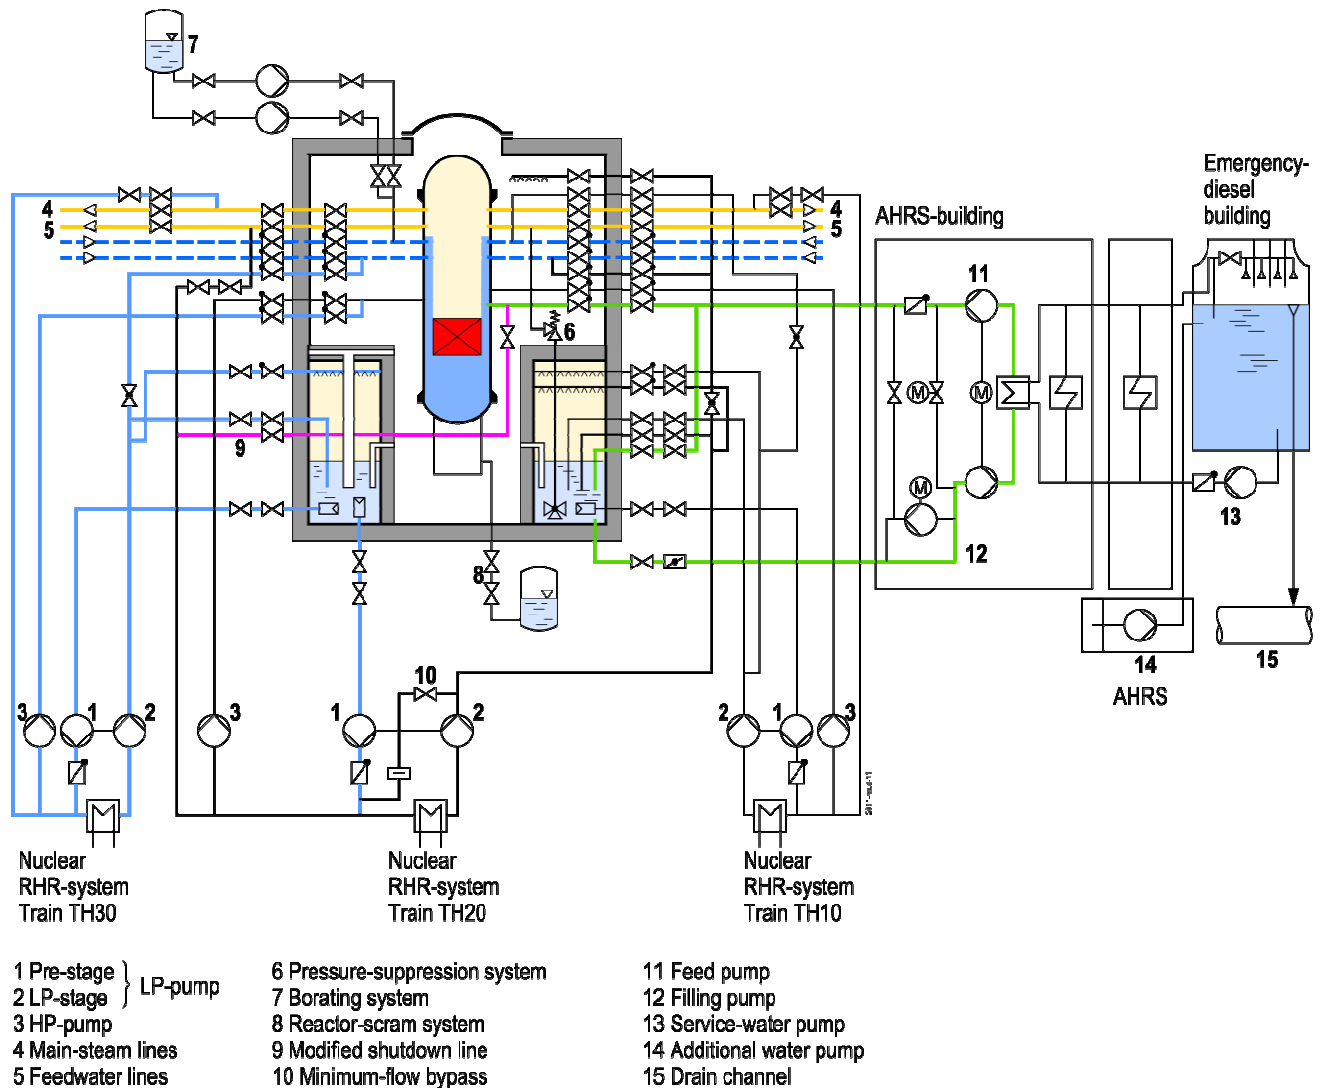 7
Emergency-
diesel
building
AHRS-building
4
5
4
5
11
6
M
M
9
M
13
12
8
14
AHRS
15
10
3
1
2
3
1
2
2
1
3
Nuclear
RHR-system
Train TH30
Nuclear
RHR-system
Train TH20
Nuclear
RHR-system
Train TH10
1 Pre-stage
2 LP-stage
LP-pump
3 HP-pump
4 Main-steam lines
5 Feedwater lines
6 Pressure-suppression system
7 Borating system
8 Reactor-scram system
9 Modified shutdown line
10 Minimum-flow bypass
11 Feed pump
12 Filling pump
13 Service-water pump
14 Additional water pump
15 Drain channel